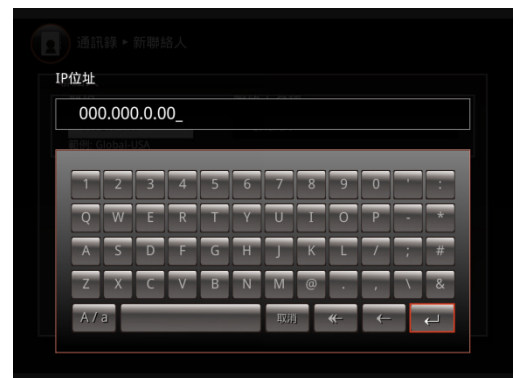 通訊錄 ▸ 新聯絡人
IP位址
000.000.0.00_
範例: Global-USA
1 2 3 4 5 6 7 8 9 0 ' :
Q W E R T Y U I O P - *
A S D F G H J K L / ; #
Z X C V B N M @ . , \ &
A / a 取消